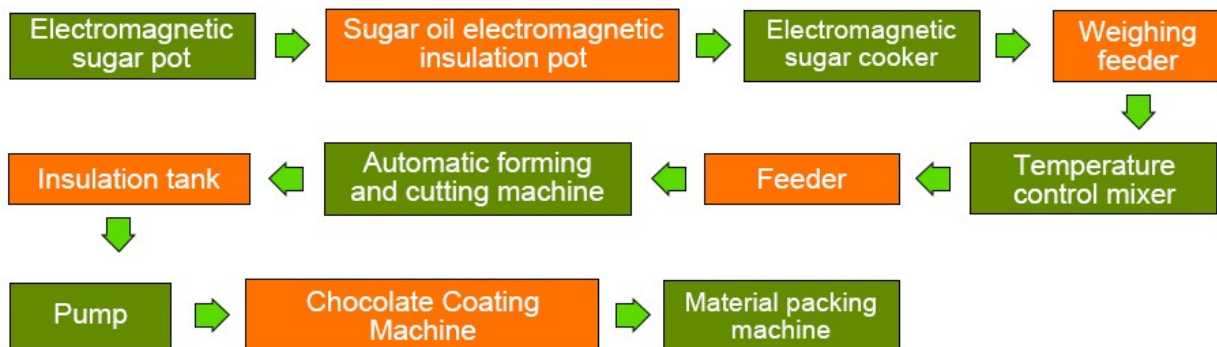 Electromagnetic
sugar pot
Sugar oil electromagnetic
insulation pot
Electromagnetic
sugar cooker
Weighing
feeder
Temperature
control mixer
Feeder
Automatic forming
and cutting machine
Insulation tank
Pump
Chocolate Coating
Machine
Material packing
machine